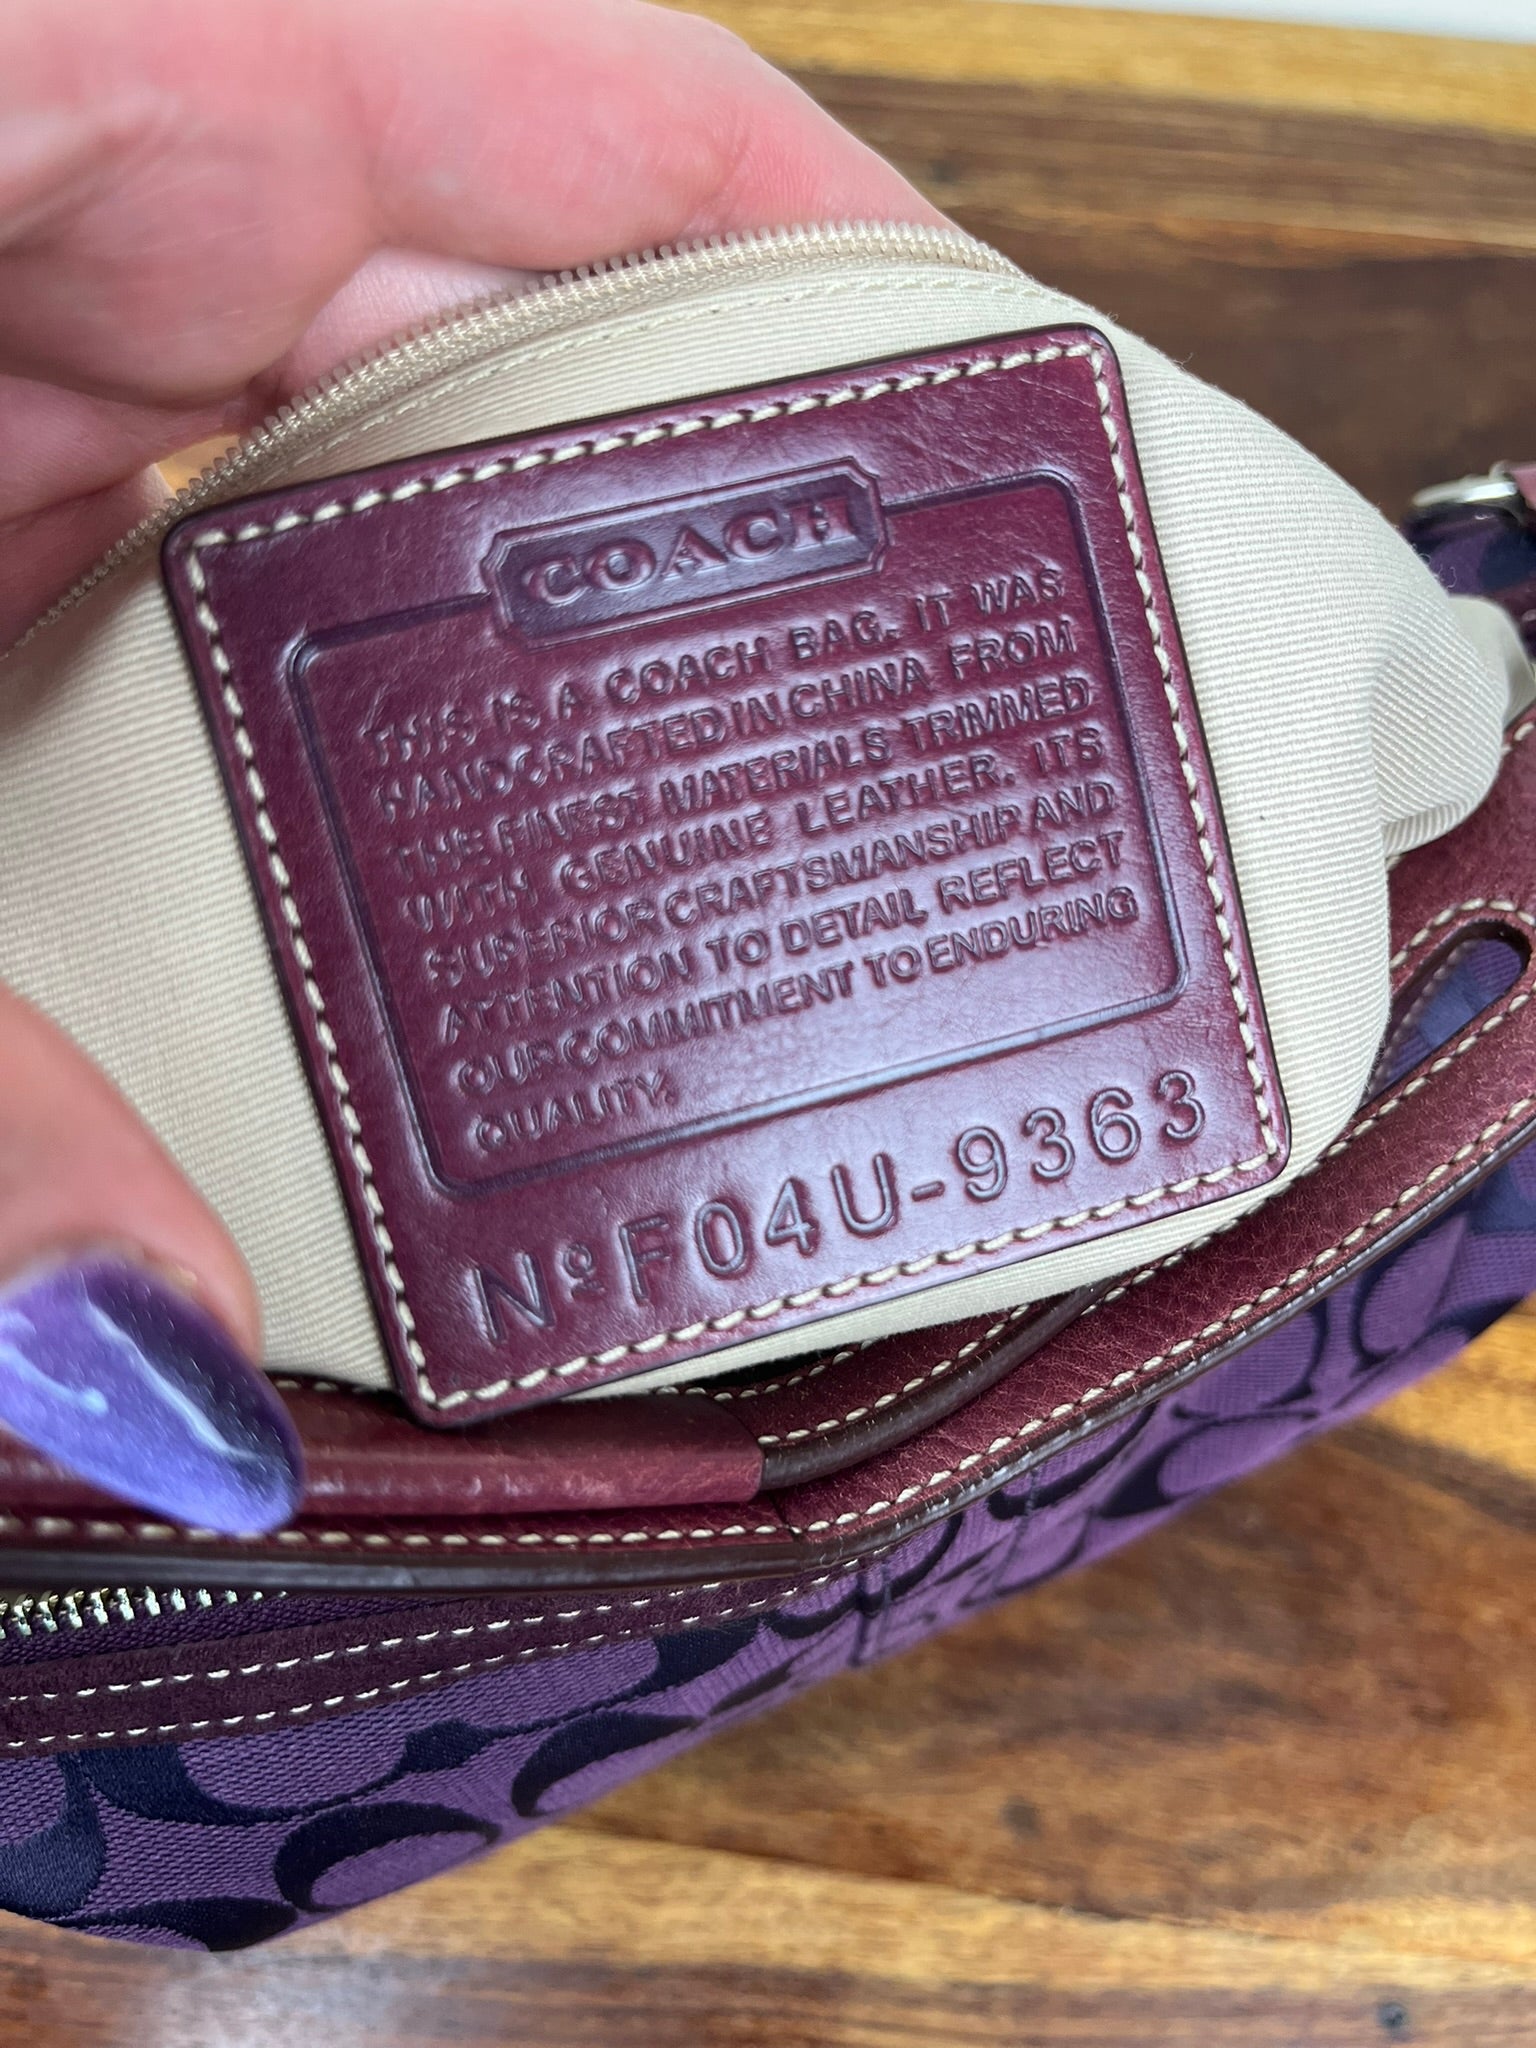 COACH
THIS IS A COACH BAG. IT WAS
HANDCRAFTED IN CHINA FROM
THE FINEST MATERIALS TRIMMED
WITH GENUINE LEATHER. ITS
SUPERIOR CRAFTSMANSHIP AND
ATTENTION TO DETAIL REFLECT
OUR COMMITMENT TO ENDURING
QUALITY.
Nº F04U-9363